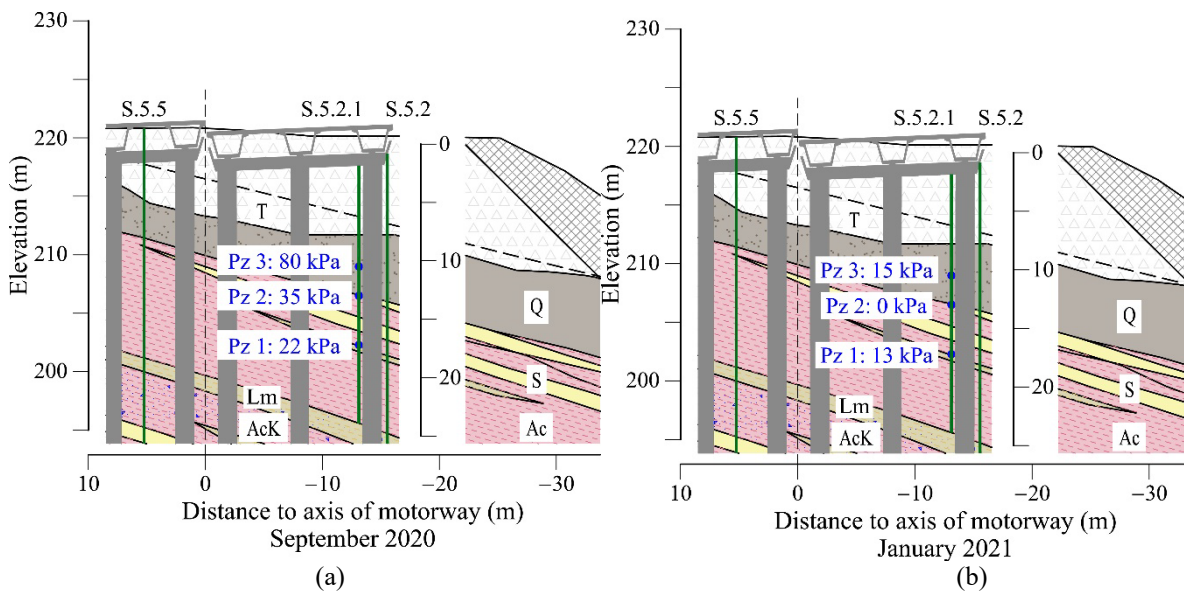 230
220
210
200
Elevation (m)
S.5.5
S.5.2.1
S.5.2
T
Pz 3: 80 kPa
Pz 2: 35 kPa
Pz 1: 22 kPa
Lm
AcK
0
10
20
Q
S
Ac
10
0
−10
−20
−30
Distance to axis of motorway (m)
September 2020
(a)
230
220
210
200
Elevation (m)
S.5.5
S.5.2.1
S.5.2
T
Pz 3: 15 kPa
Pz 2: 0 kPa
Pz 1: 13 kPa
Lm
AcK
0
10
20
Q
S
Ac
10
0
−10
−20
−30
Distance to axis of motorway (m)
January 2021
(b)